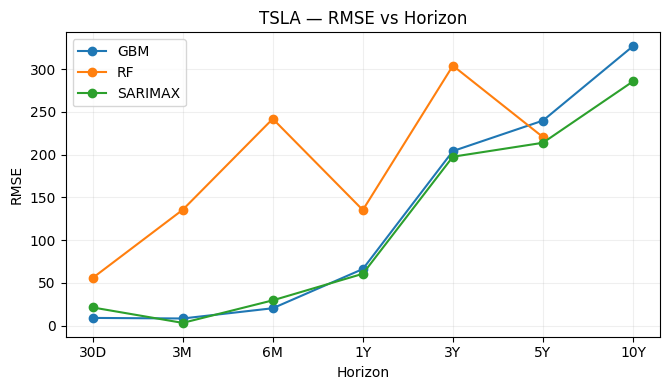 TSLA — RMSE vs Horizon
GBM
RF
SARIMAX
RMSE
300
250
200
150
100
50
0
30D 3M 6M 1Y 3Y 5Y 10Y
Horizon